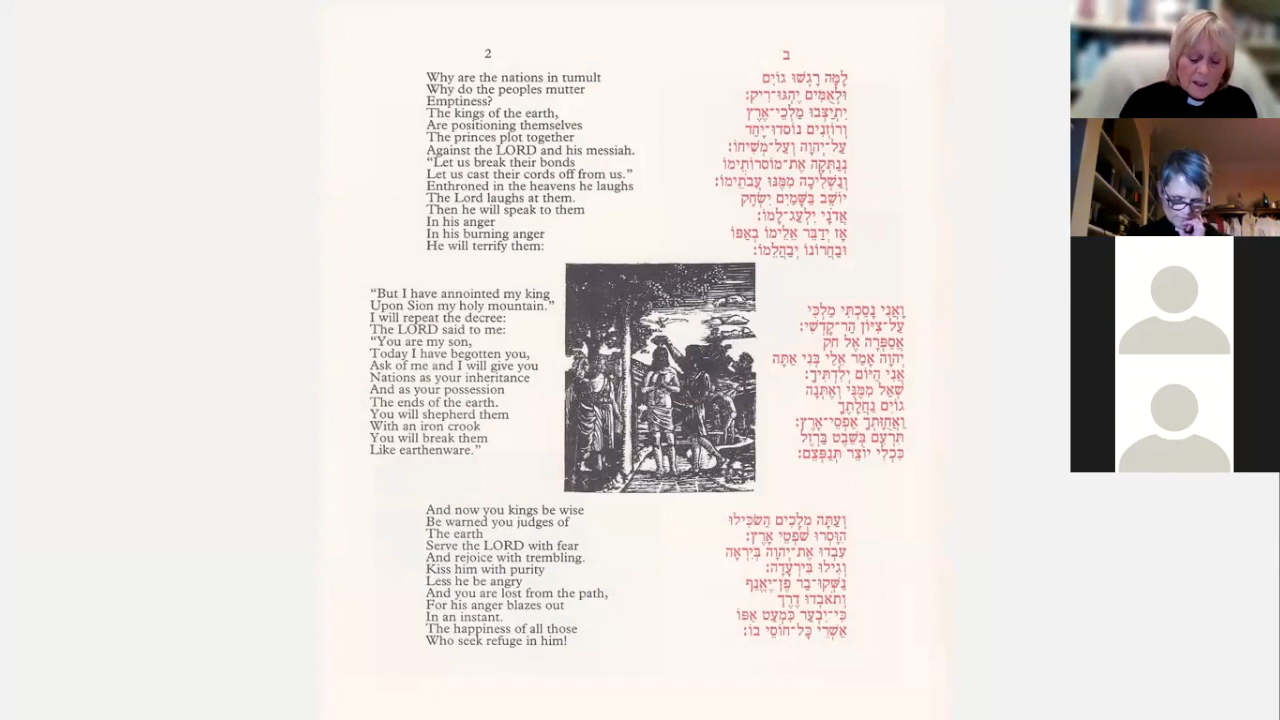 2
Why are the nations in tumult
Why do the peoples mutter
Emptiness?
The kings of the earth,
Are positioning themselves
The princes plot together
Against the LORD and his messiah.
“Let us break their bonds
Let us cast their cords off from us.”
Enthroned in the heavens he laughs
The Lord laughs at them.
Then he will speak to them
In his anger
In his burning anger
He will terrify them:
“But I have annointed my king
Upon Sion my holy mountain.”
I will repeat the decree:
The LORD said to me:
“You are my son,
Today I have begotten you,
Ask of me and I will give you
Nations as your inheritance
And as your possession
The ends of the earth.
You will shepherd them
With an iron crook
You will break them
Like earthenware.”
And now you kings be wise
Be warned you judges of
The earth
Serve the LORD with fear
And rejoice with trembling.
Kiss him with purity
Less he be angry
And you are lost from the path,
For his anger blazes out
In an instant.
The happiness of all those
Who seek refuge in him!
ב
לָמָּה רָגְשׁוּ גוֹיִם
וּלְאֻמִּים יֶהְגּוּ־רִיק׃
יִתְיַצְּבוּ מַלְכֵי־אֶרֶץ
וְרוֹזְנִים נוֹסְדוּ־יָחַד
עַל־יְהוָה וְעַל־מְשִׁיחוֹ׃
נְנַתְּקָה אֶת־מוֹסְרוֹתֵימוֹ
וְנַשְׁלִיכָה מִמֶּנּוּ עֲבֹתֵימוֹ׃
יוֹשֵׁב בַּשָּׁמַיִם יִשְׂחָק
אֲדֹנָי יִלְעַג־לָמוֹ׃
אָז יְדַבֵּר אֵלֵימוֹ בְאַפּוֹ
וּבַחֲרוֹנוֹ יְבַהֲלֵמוֹ׃
וַאֲנִי נָסַכְתִּי מַלְכִּי
עַל־צִיּוֹן הַר־קָדְשִׁי׃
אֲסַפְּרָה אֶל חֹק
יְהוָה אָמַר אֵלַי בְּנִי אַתָּה
אֲנִי הַיּוֹם יְלִדְתִּיךָ׃
שְׁאַל מִמֶּנִּי וְאֶתְּנָה
גוֹיִם נַחֲלָתֶךָ
וַאֲחֻזָּתְךָ אַפְסֵי־אָרֶץ׃
תְּרֹעֵם בְּשֵׁבֶט בַּרְזֶל
כִּכְלִי יוֹצֵר תְּנַפְּצֵם׃
וְעַתָּה מְלָכִים הַשְׂכִּילוּ
הִוָּסְרוּ שֹׁפְטֵי אָרֶץ׃
עִבְדוּ אֶת־יְהוָה בְּיִרְאָה
וְגִילוּ בִּרְעָדָה׃
נַשְּׁקוּ־בַר פֶּן־יֶאֱנַף
וְתֹאבְדוּ דֶרֶךְ
כִּי־יִבְעַר כִּמְעַט אַפּוֹ
אַשְׁרֵי כָּל־חוֹסֵי בוֹ׃